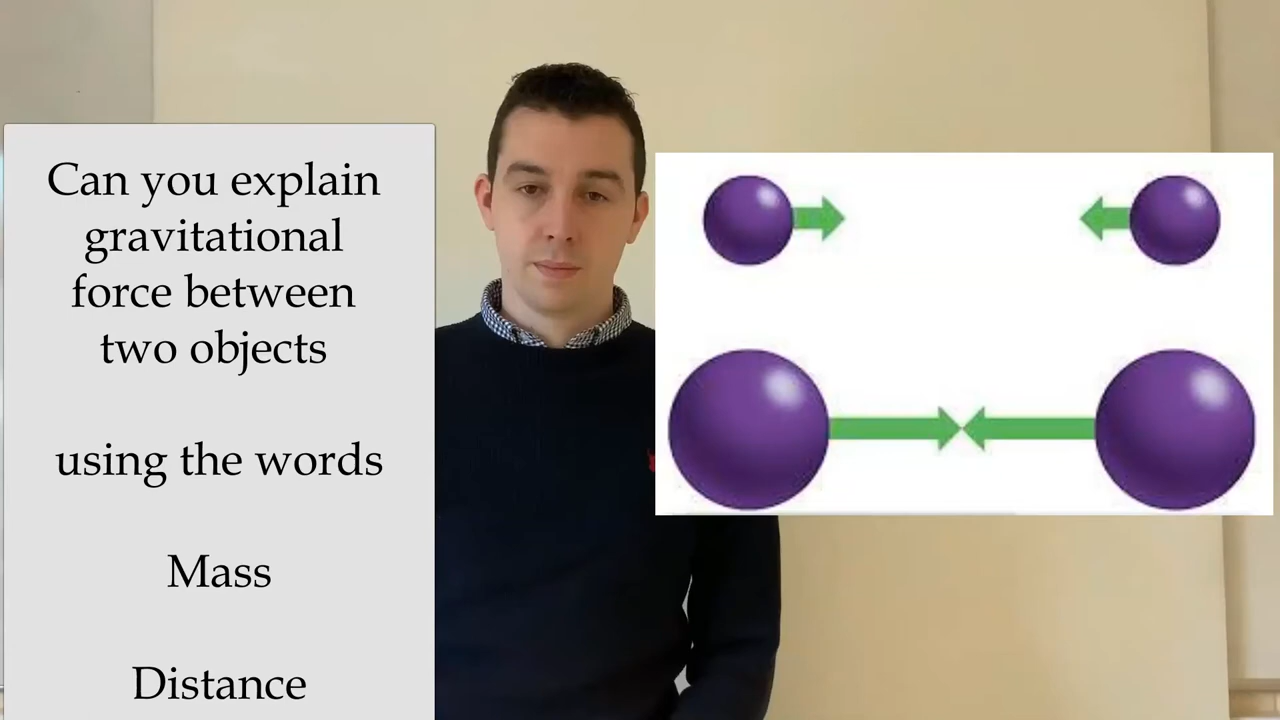 Can you explain
gravitational
force between
two objects
using the words
Mass
Distance